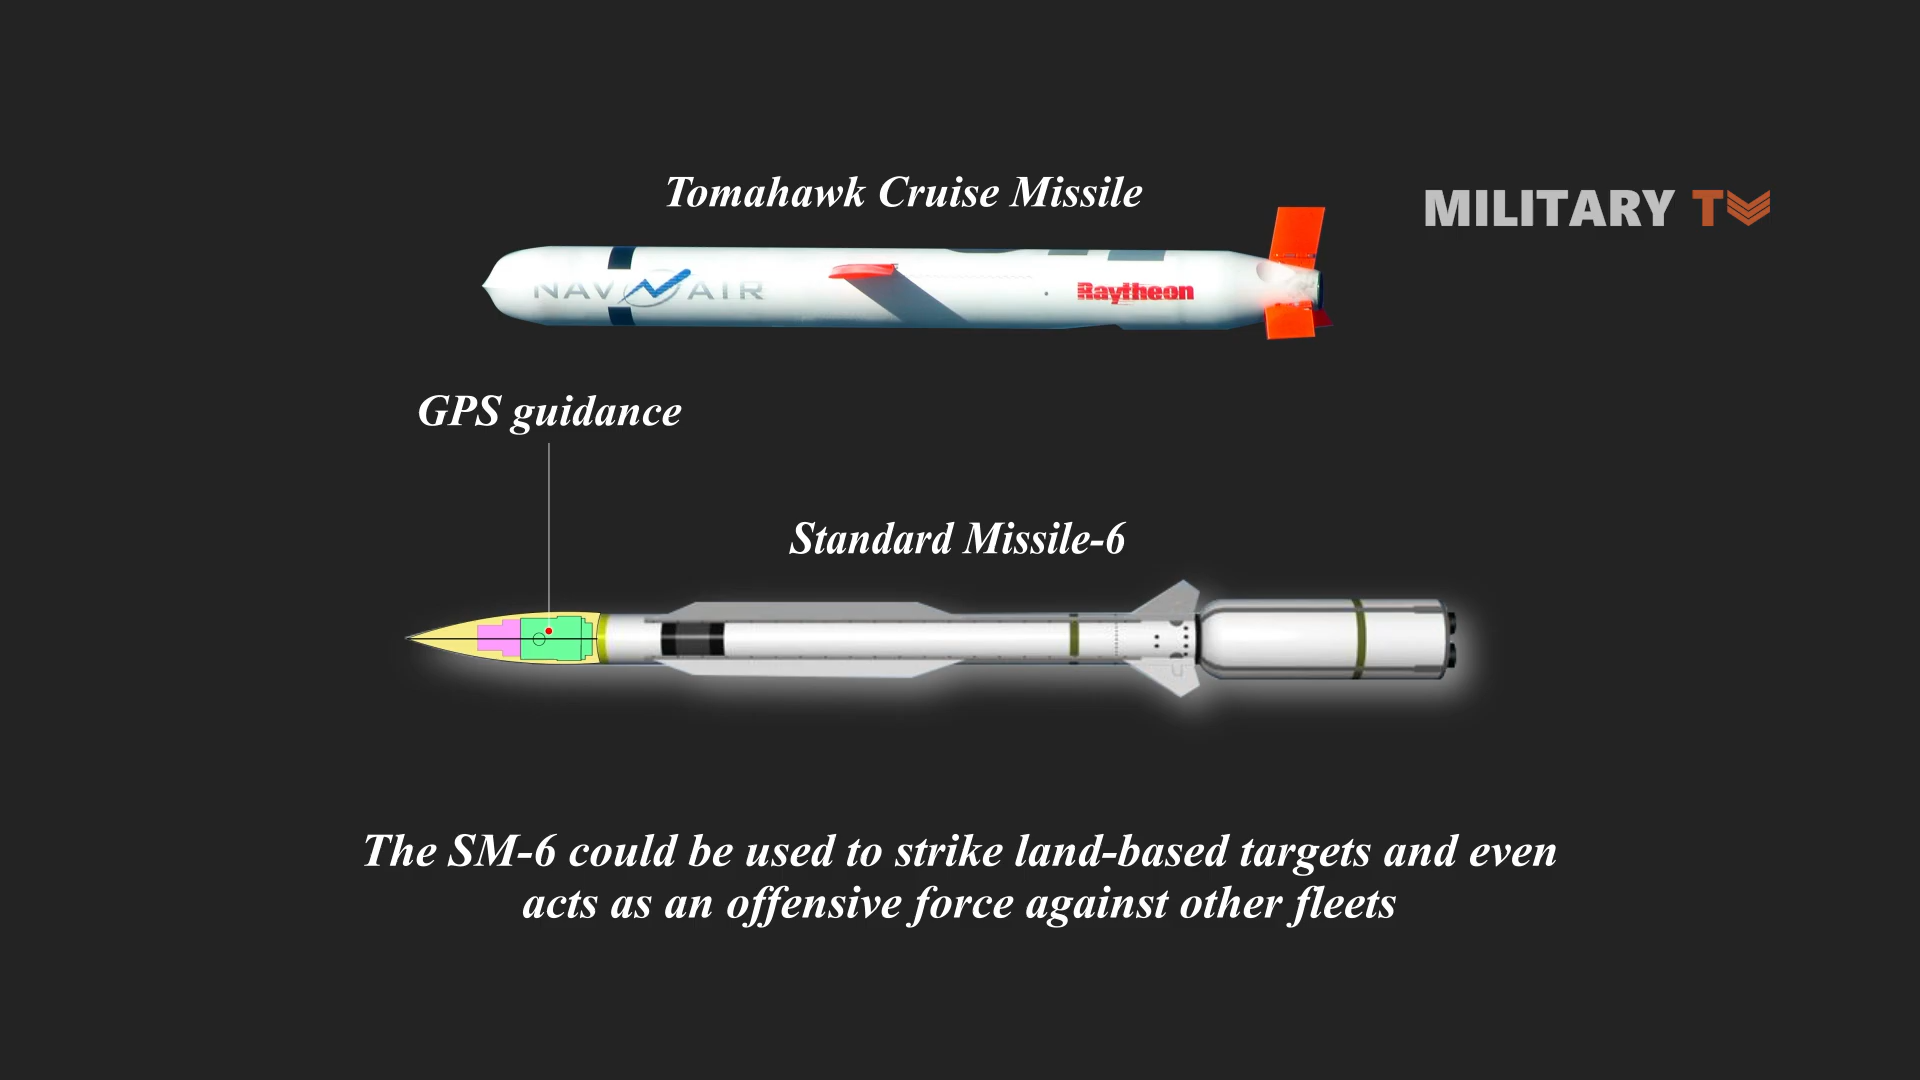 Tomahawk Cruise Missile
MILITARY TV
NAVAIR
Raytheon
GPS guidance
Standard Missile-6
The SM-6 could be used to strike land-based targets and even
acts as an offensive force against other fleets